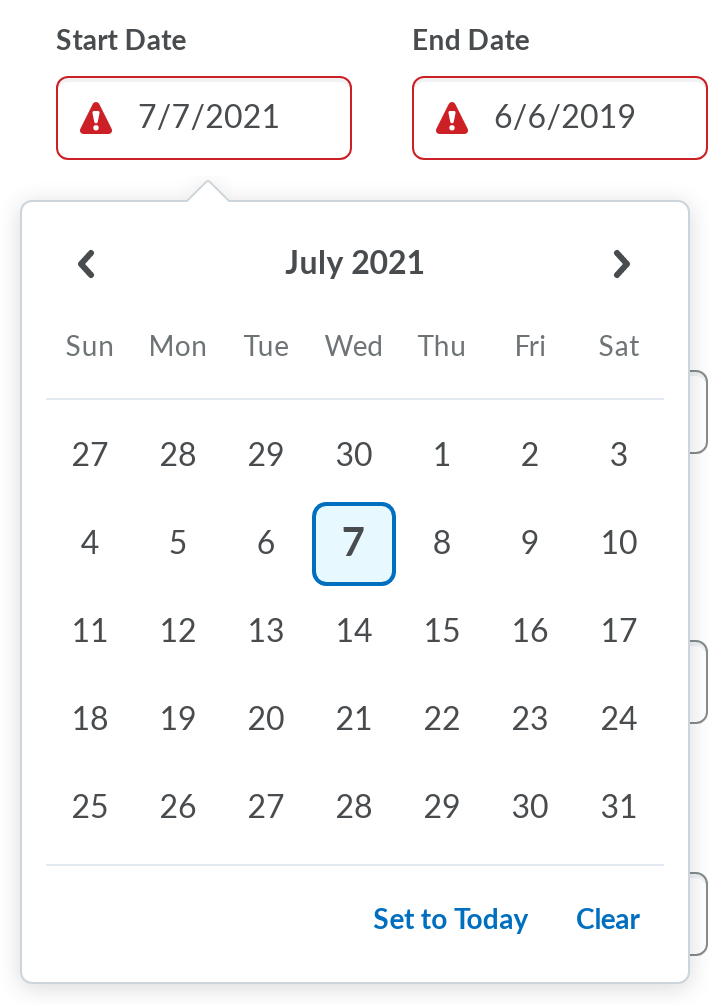 Start Date End Date
7/7/2021 6/6/2019
July 2021
Sun Mon Tue Wed Thu Fri Sat
27 28 29 30 1 2 3
4 5 6 7 8 9 10
11 12 13 14 15 16 17
18 19 20 21 22 23 24
25 26 27 28 29 30 31
Set to Today Clear